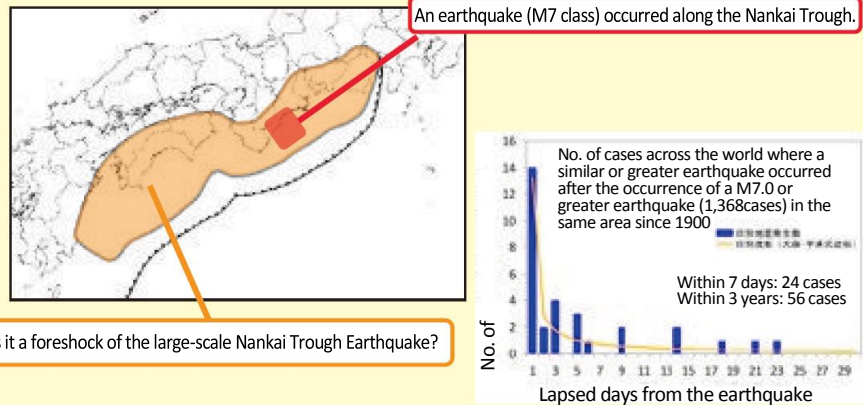 An earthquake (M7 class) occurred along the Nankai Trough.
it a foreshock of the large-scale Nankai Trough Earthquake?
No. of cases across the world where a
similar or greater earthquake occurred
after the occurrence of a M7.0 or
greater earthquake (1,368cases) in the
same area since 1900
Within 7 days: 24 cases
Within 3 years: 56 cases
No. of
16
14
12
10
8
6
4
2
0
1 3 5 7 9 11 13 15 17 19 21 23 25 27 29
Lapsed days from the earthquake